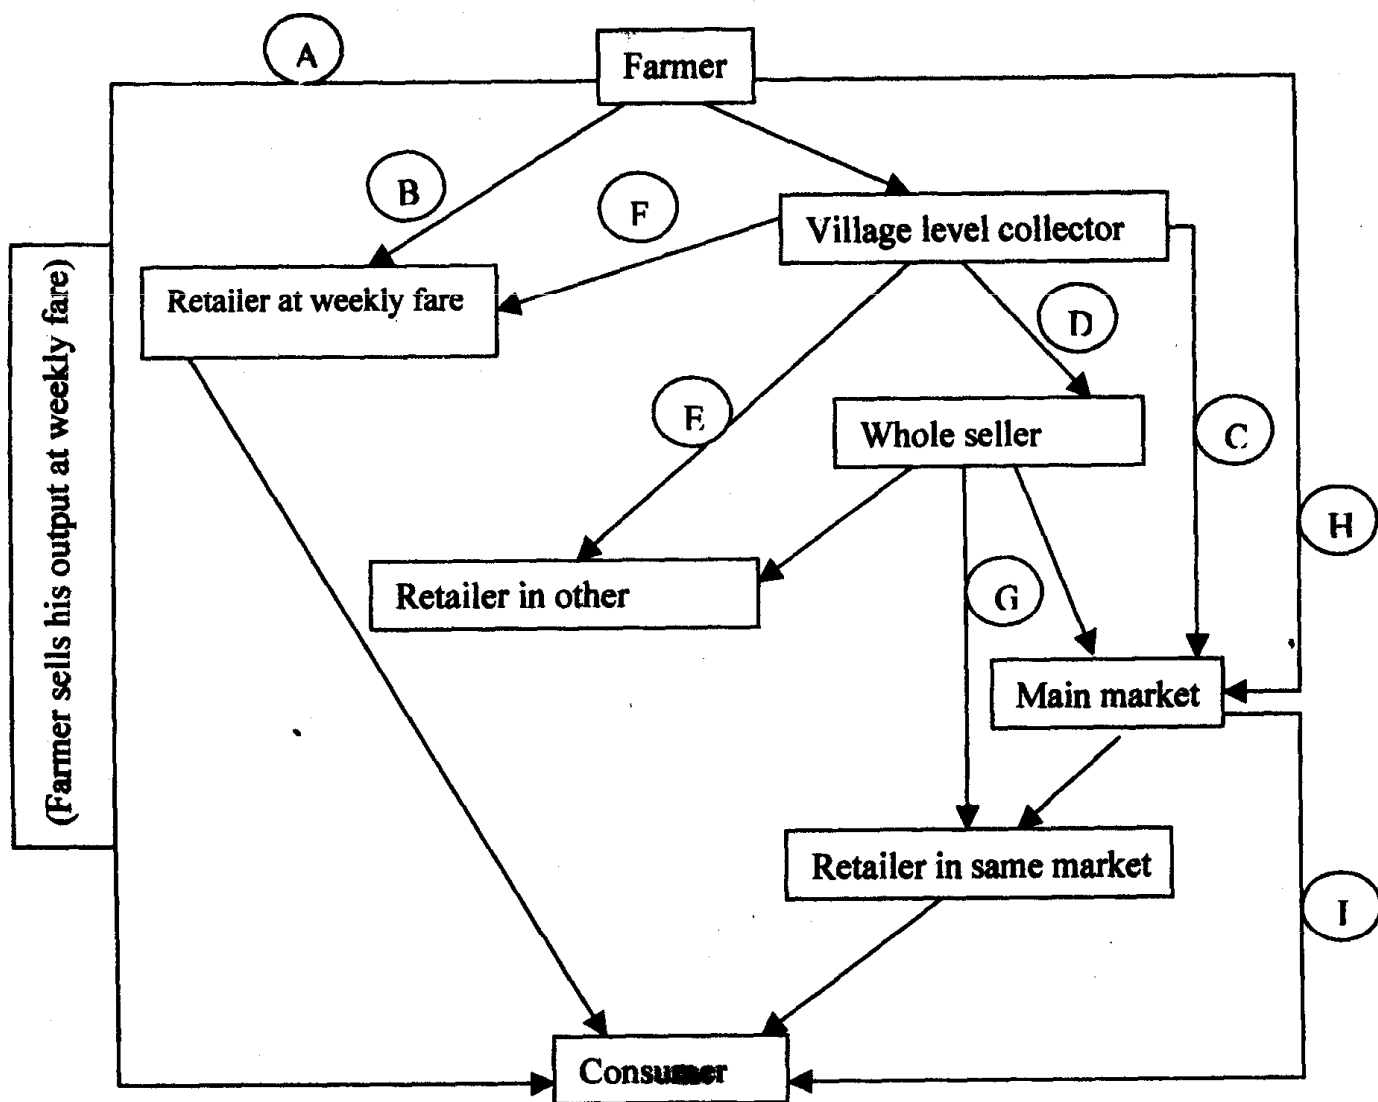 A
Farmer
B
F
Village level collector
Retailer at weekly fare
D
(Farmer sells his output at weekly fare)
E
Whole seller
C
H
Retailer in other
G
Main market
Retailer in same market
I
Consumer